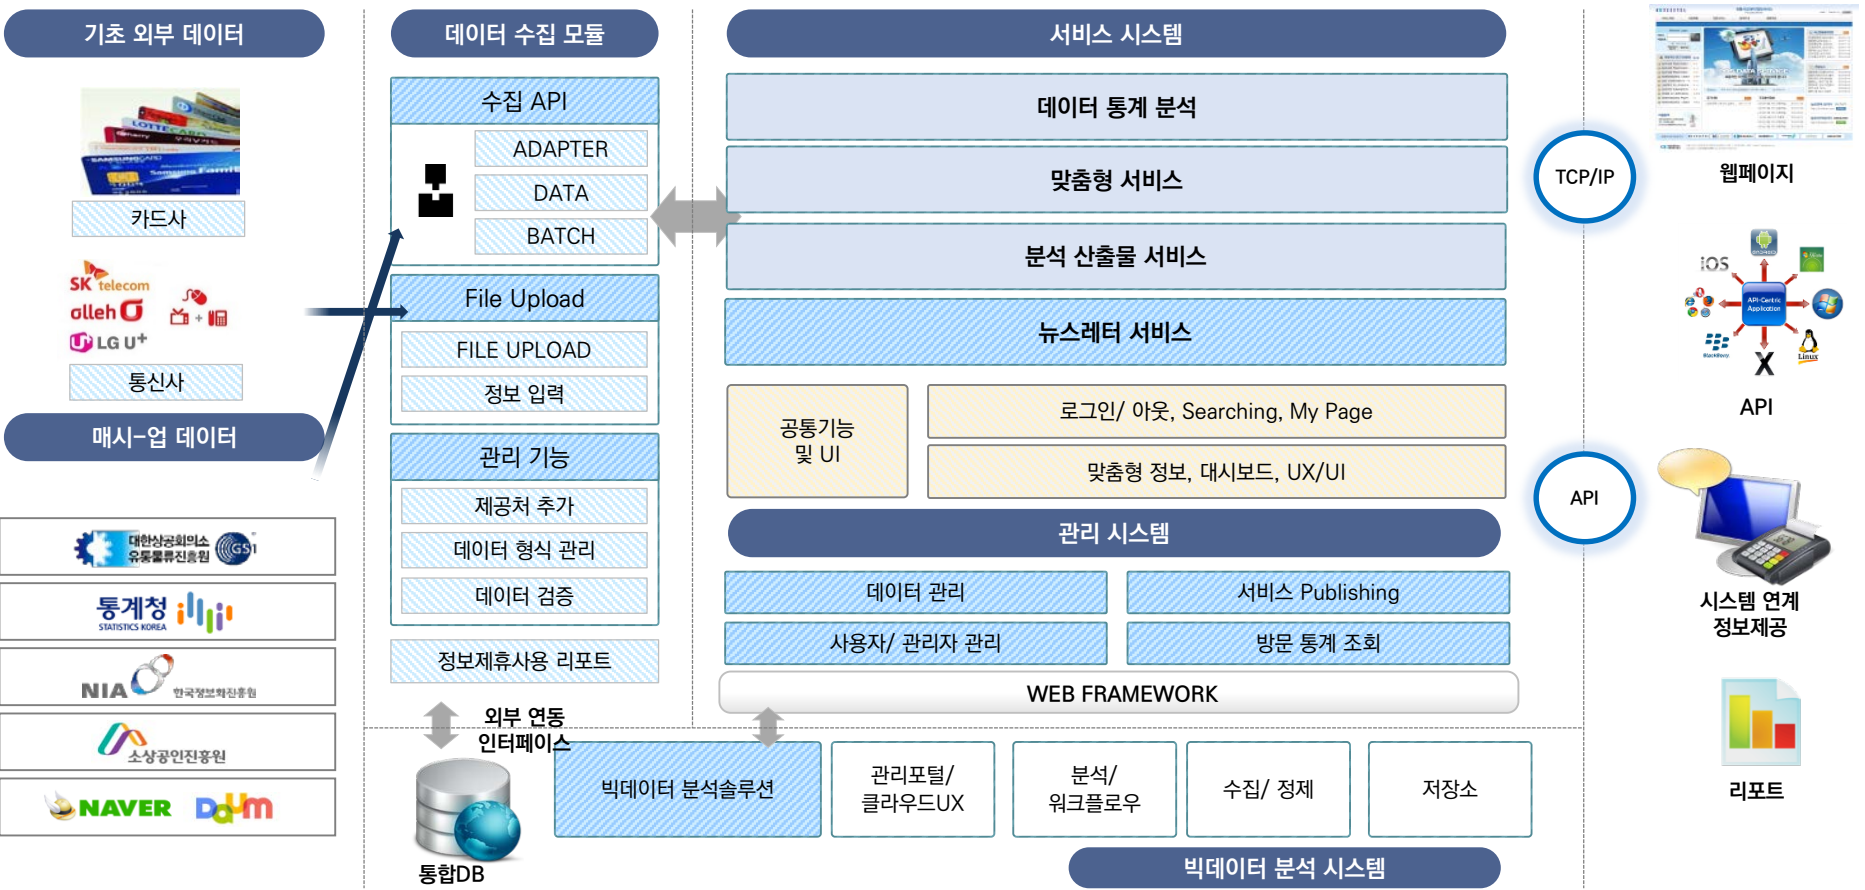 기초 외부 데이터
LOTTECARD
SAMSUNGCARD
카드사
SK telecom
olleh
LG U+
통신사
매시-업 데이터
대한상공회의소
유통물류진흥원
GS1
통계청
STATISTICS KOREA
NIA 한국정보화진흥원
소상공인진흥원
NAVER Daum
데이터 수집 모듈
수집 API
ADAPTER
DATA
BATCH
File Upload
FILE UPLOAD
정보 입력
관리 기능
제공처 추가
데이터 형식 관리
데이터 검증
정보제휴사용 리포트
외부 연동
인터페이스
통합DB
서비스 시스템
데이터 통계 분석
맞춤형 서비스
분석 산출물 서비스
뉴스레터 서비스
공통기능
및 UI
로그인/ 아웃, Searching, My Page
맞춤형 정보, 대시보드, UX/UI
관리 시스템
데이터 관리
서비스 Publishing
사용자/ 관리자 관리
방문 통계 조회
WEB FRAMEWORK
빅데이터 분석솔루션
관리포털/
클라우드UX
분석/
워크플로우
수집/ 정제
저장소
빅데이터 분석 시스템
TCP/IP
API
웹페이지
ANDROID
iOS
API-Centric
Application
BlackBerry
X
Linux
API
시스템 연계
정보제공
리포트